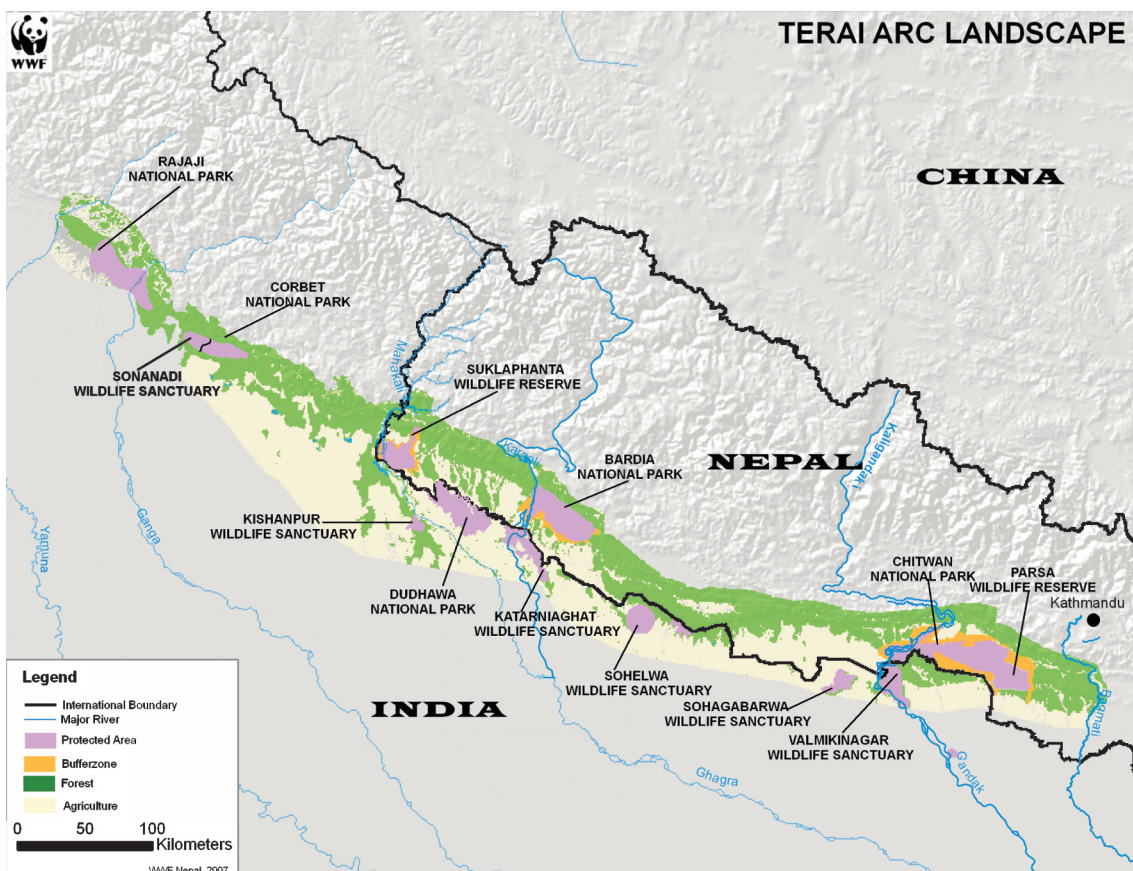 WWF
TERAI ARC LANDSCAPE
CHINA
RAJAJI
NATIONAL PARK
CORBET
NATIONAL PARK
SONANADI
WILDLIFE SANCTUARY
Mahakali
SUKLAPHANTA
WILDLIFE RESERVE
Karnali
BARDIA
NATIONAL PARK
NEPAL
Kaligandaki
KISHANPUR
WILDLIFE SANCTUARY
Yamuna
Ganga
DUDHAWA
NATIONAL PARK
KATARNIAGHAT
WILDLIFE SANCTUARY
CHITWAN
NATIONAL PARK
PARSA
WILDLIFE RESERVE
Kathmandu
SOHELWA
WILDLIFE SANCTUARY
SOHAGABARWA
WILDLIFE SANCTUARY
VALMIKINAGAR
WILDLIFE SANCTUARY
Bagmati
INDIA
Ghagra
Gandak
Legend
International Boundary
Major River
Protected Area
Bufferzone
Forest
Agriculture
0 50 100
Kilometers
WWF Nepal, 2007